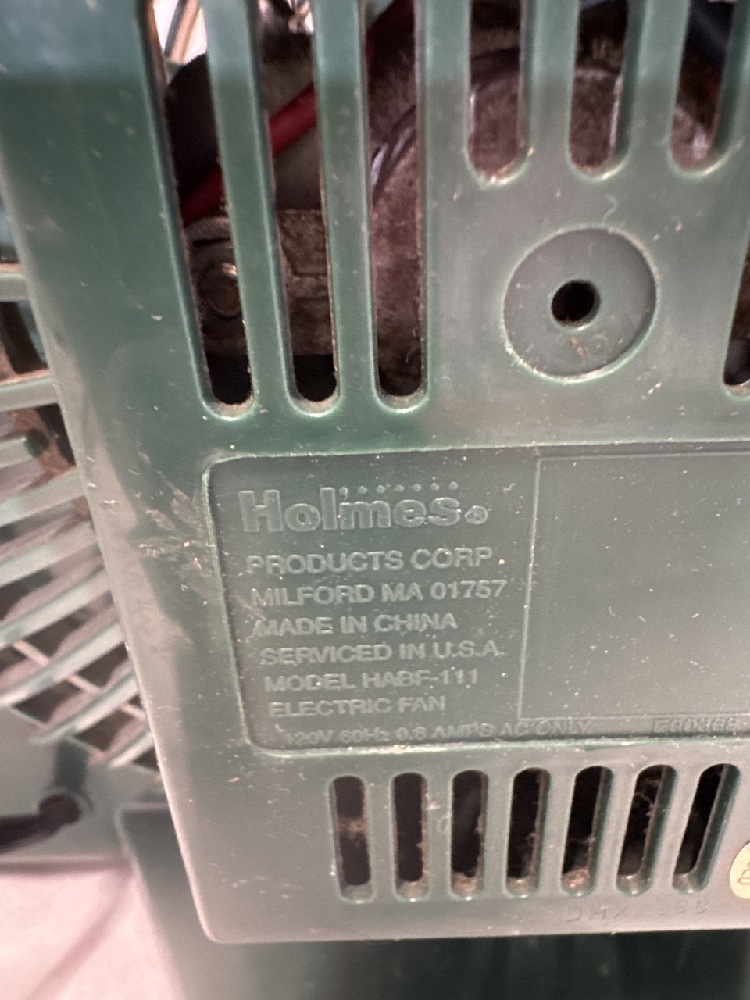 Holmes®
PRODUCTS CORP
MILFORD MA 01757
MADE IN CHINA
SERVICED IN U.S.A.
MODEL HABF-111
ELECTRIC FAN
120V 60Hz 0.8 AMPS AC ONLY